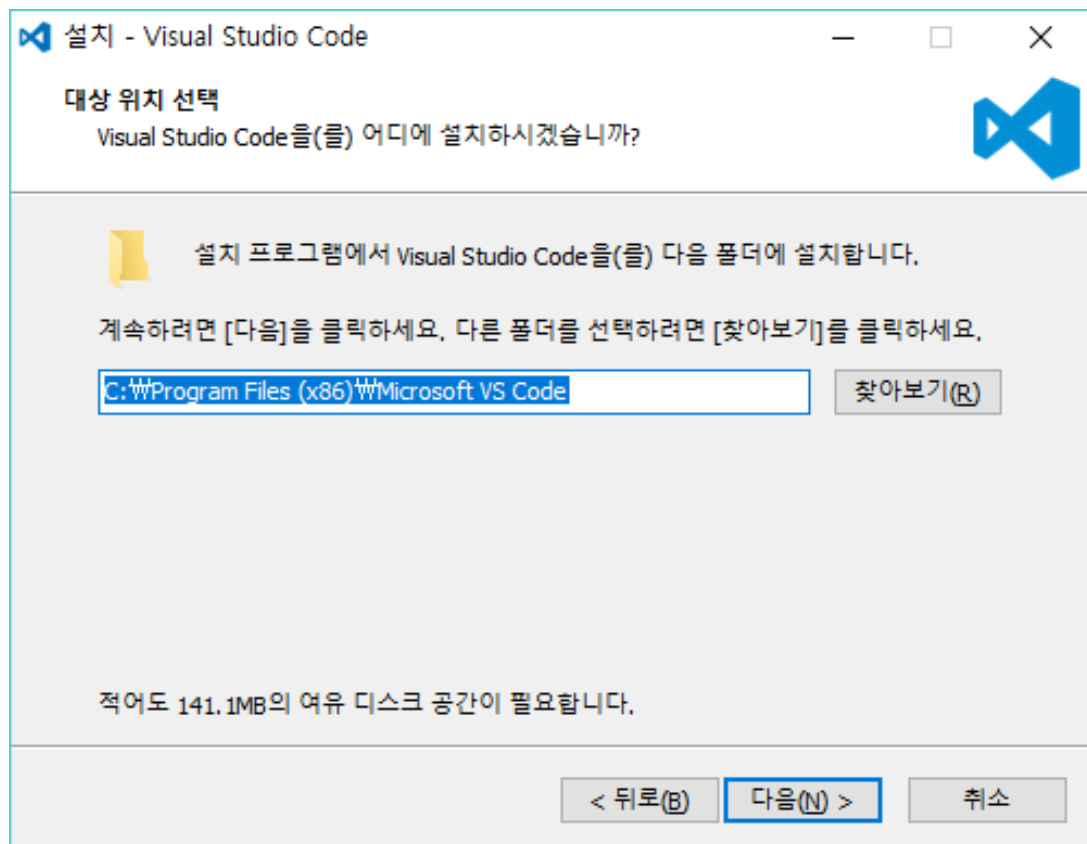 설치 - Visual Studio Code
대상 위치 선택
Visual Studio Code을(를) 어디에 설치하시겠습니까?
설치 프로그램에서 Visual Studio Code을(를) 다음 폴더에 설치합니다.
계속하려면 [다음]을 클릭하세요. 다른 폴더를 선택하려면 [찾아보기]를 클릭하세요.
C:₩Program Files (x86)₩Microsoft VS Code 찾아보기(R)
적어도 141.1MB의 여유 디스크 공간이 필요합니다.
< 뒤로(B) 다음(N) > 취소